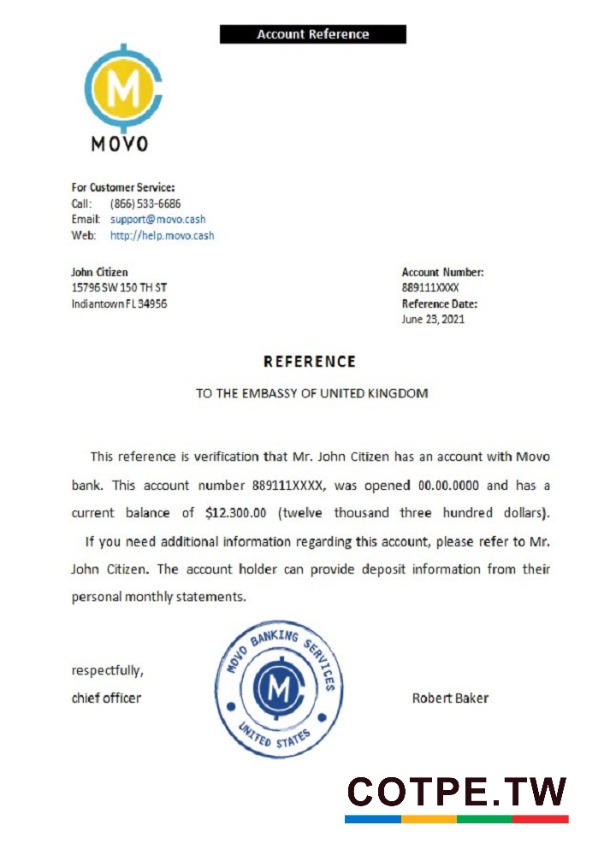 Account Reference
M
MOVO
For Customer Service:
Call: (866) 533-6686
Email: support@movo.cash
Web: http://help.movo.cash
John Citizen
15796 SW 150 TH ST
Indiantown FL 34956
Account Number:
889111XXXX
Reference Date:
June 23, 2021
REFERENCE
TO THE EMBASSY OF UNITED KINGDOM
This reference is verification that Mr. John Citizen has an account with Movo
bank. This account number 889111XXXX, was opened 00.00.0000 and has a
current balance of $12.300.00 (twelve thousand three hundred dollars).
If you need additional information regarding this account, please refer to Mr.
John Citizen. The account holder can provide deposit information from their
personal monthly statements.
respectfully,
chief officer
MOVO BANKING SERVICES
M
UNITED STATES
Robert Baker
COTPE.TW